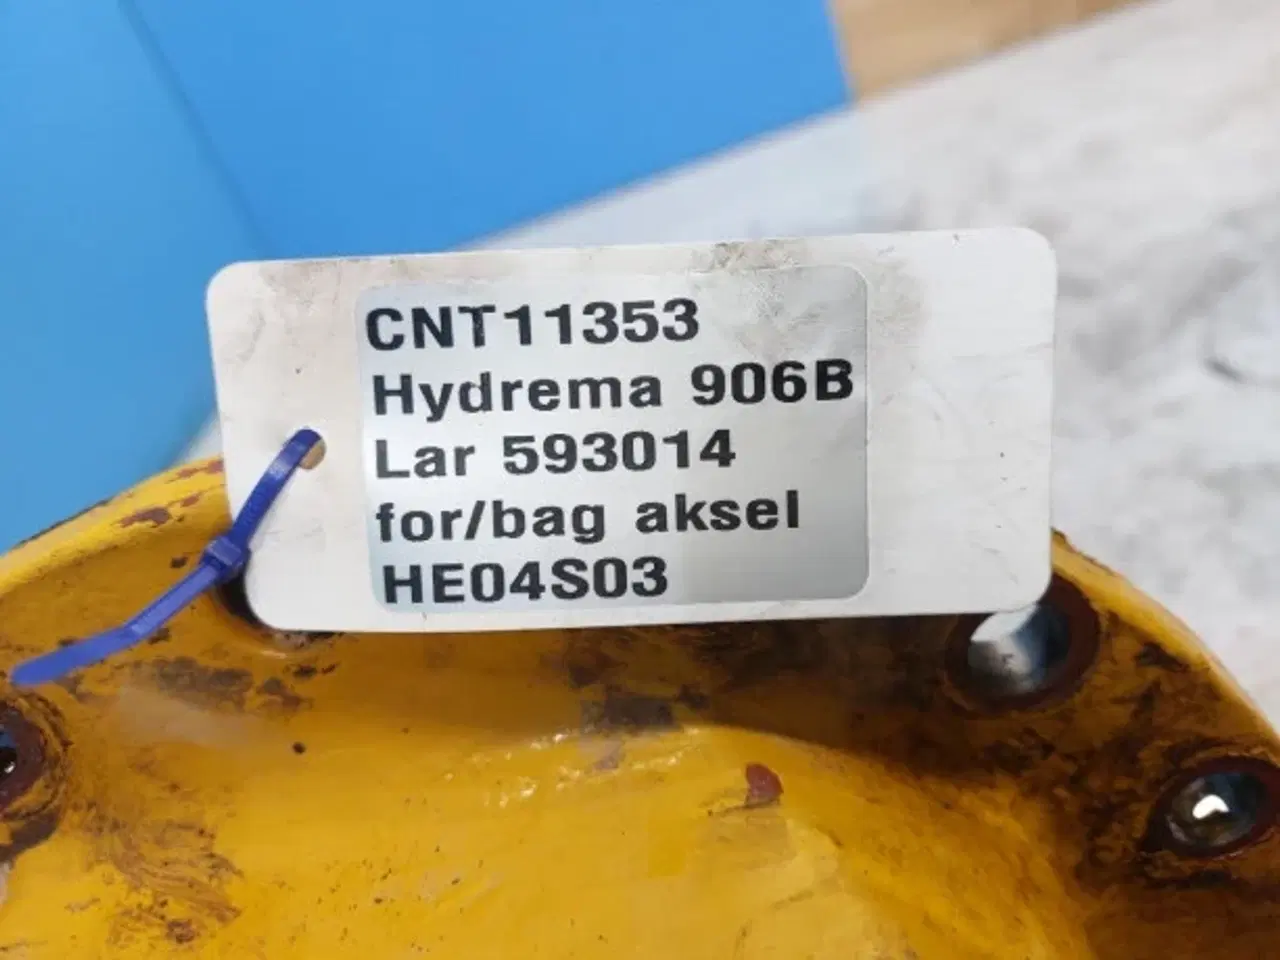 CNT11353
Hydrema 906B
Lar 593014
for/bag aksel
HE04S03